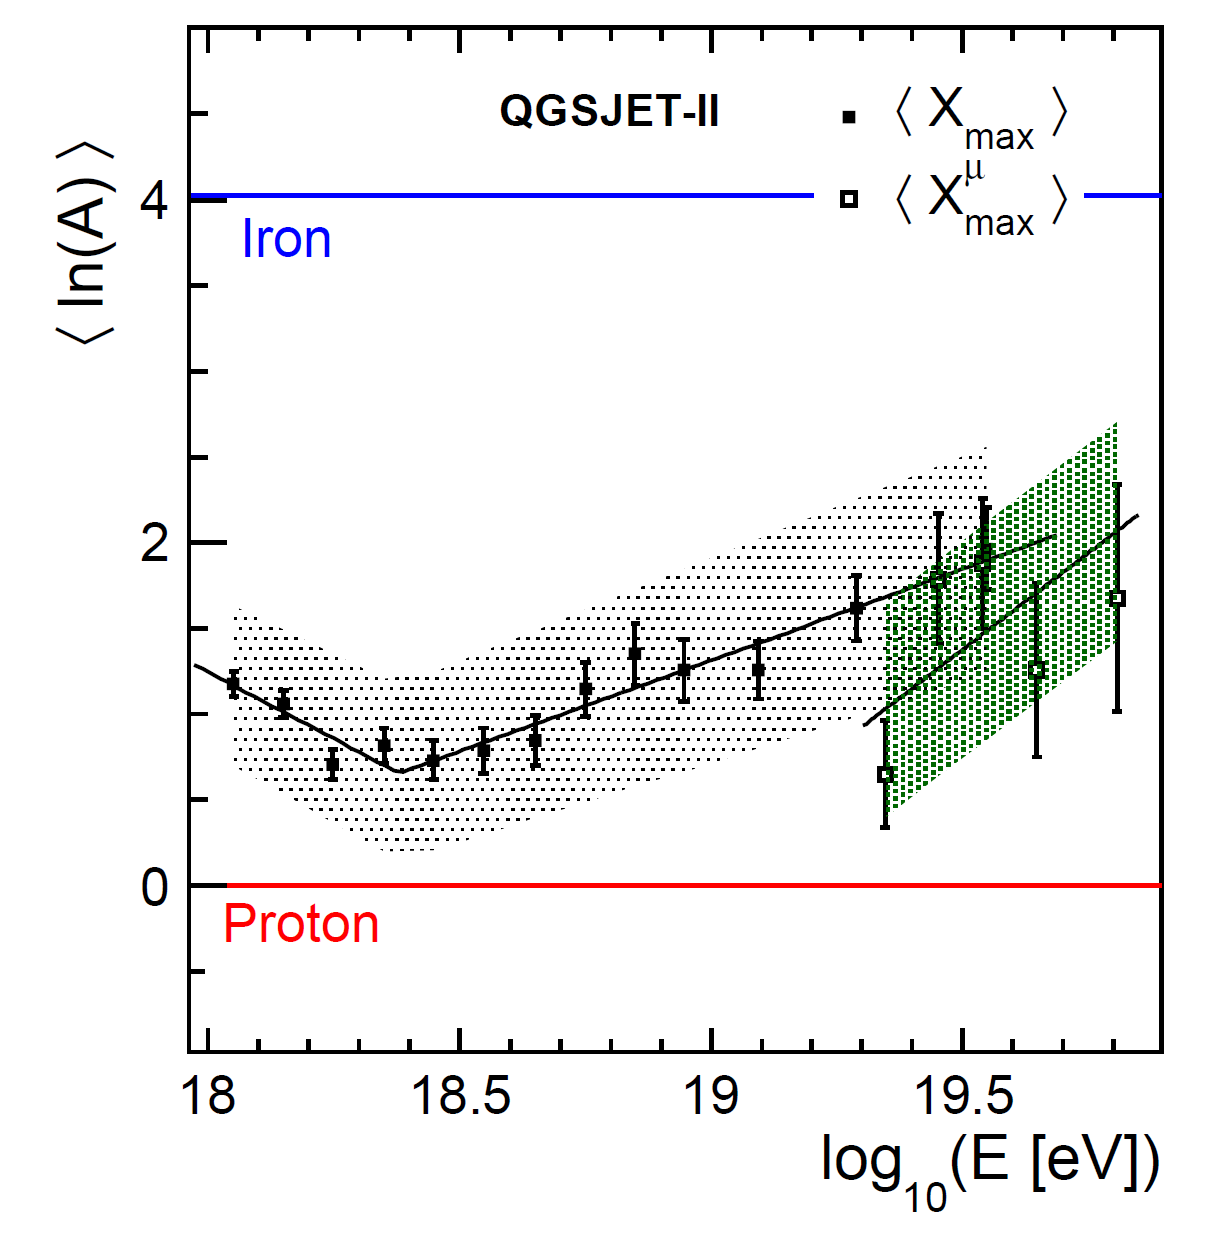 QGSJET-II
⟨ X_max ⟩
⟨ X^μ_max ⟩
⟨ ln(A) ⟩
4
Iron
2
0
Proton
18 18.5 19 19.5
log_10(E [eV])